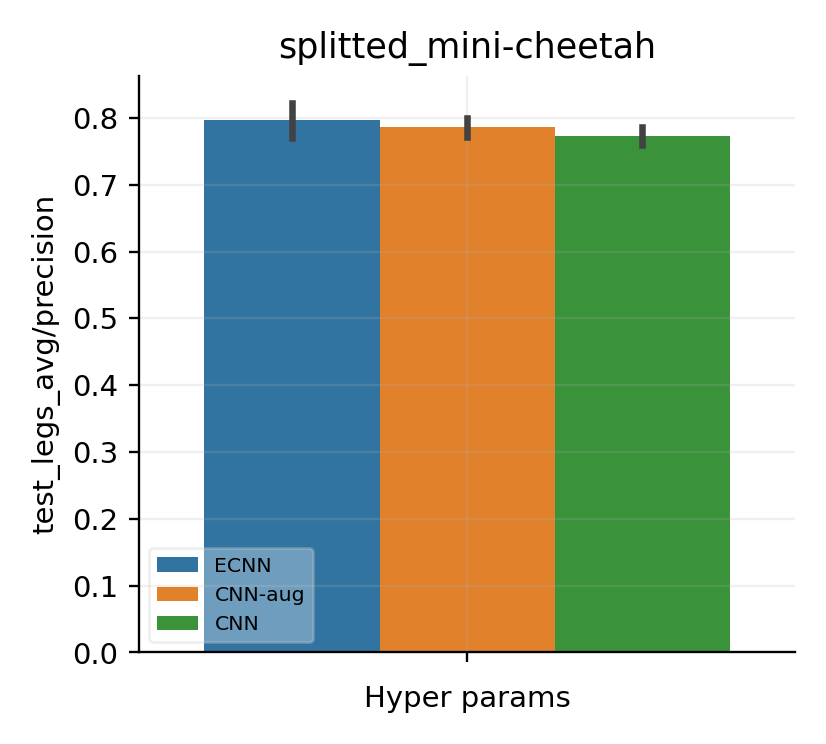 splitted_mini-cheetah
test_legs_avg/precision
0.8
0.7
0.6
0.5
0.4
0.3
0.2
0.1
0.0
ECNN
CNN-aug
CNN
Hyper params